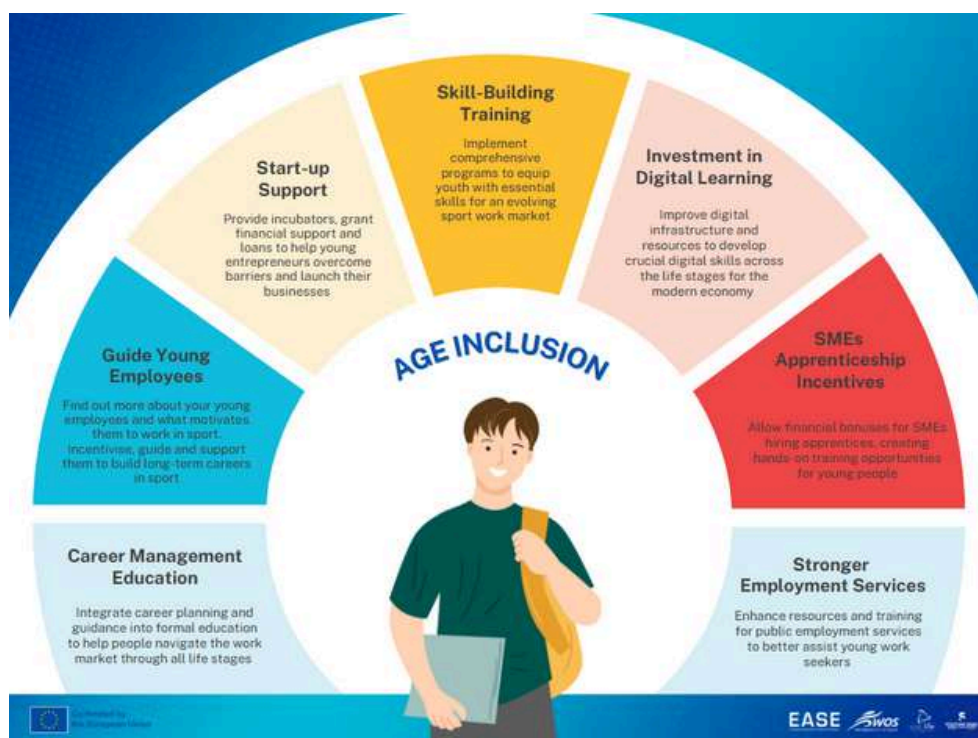 Skill-Building
Training
Implement
comprehensive
programs to equip
youth with essential
skills for an evolving
sport work market
Start-up
Support
Provide incubators, grant
financial support and
loans to help young
entrepreneurs overcome
barriers and launch their
businesses
Investment in
Digital Learning
Improve digital
infrastructure and
resources to develop
crucial digital skills across
the life stages for the
modern economy
Guide Young
Employees
Find out more about your young
employees and what motivates
them to work in sport.
Incentivise, guide and support
them to build long-term careers
in sport
AGE INCLUSION
SMEs
Apprenticeship
Incentives
Allow financial bonuses for SMEs
hiring apprentices, creating
hands-on training opportunities
for young people
Career Management
Education
Integrate career planning and
guidance into formal education
to help people navigate the work
market through all life stages
Stronger
Employment Services
Enhance resources and training
for public employment services
to better assist young work
seekers
Co-funded by
the European Union
EASE
swos